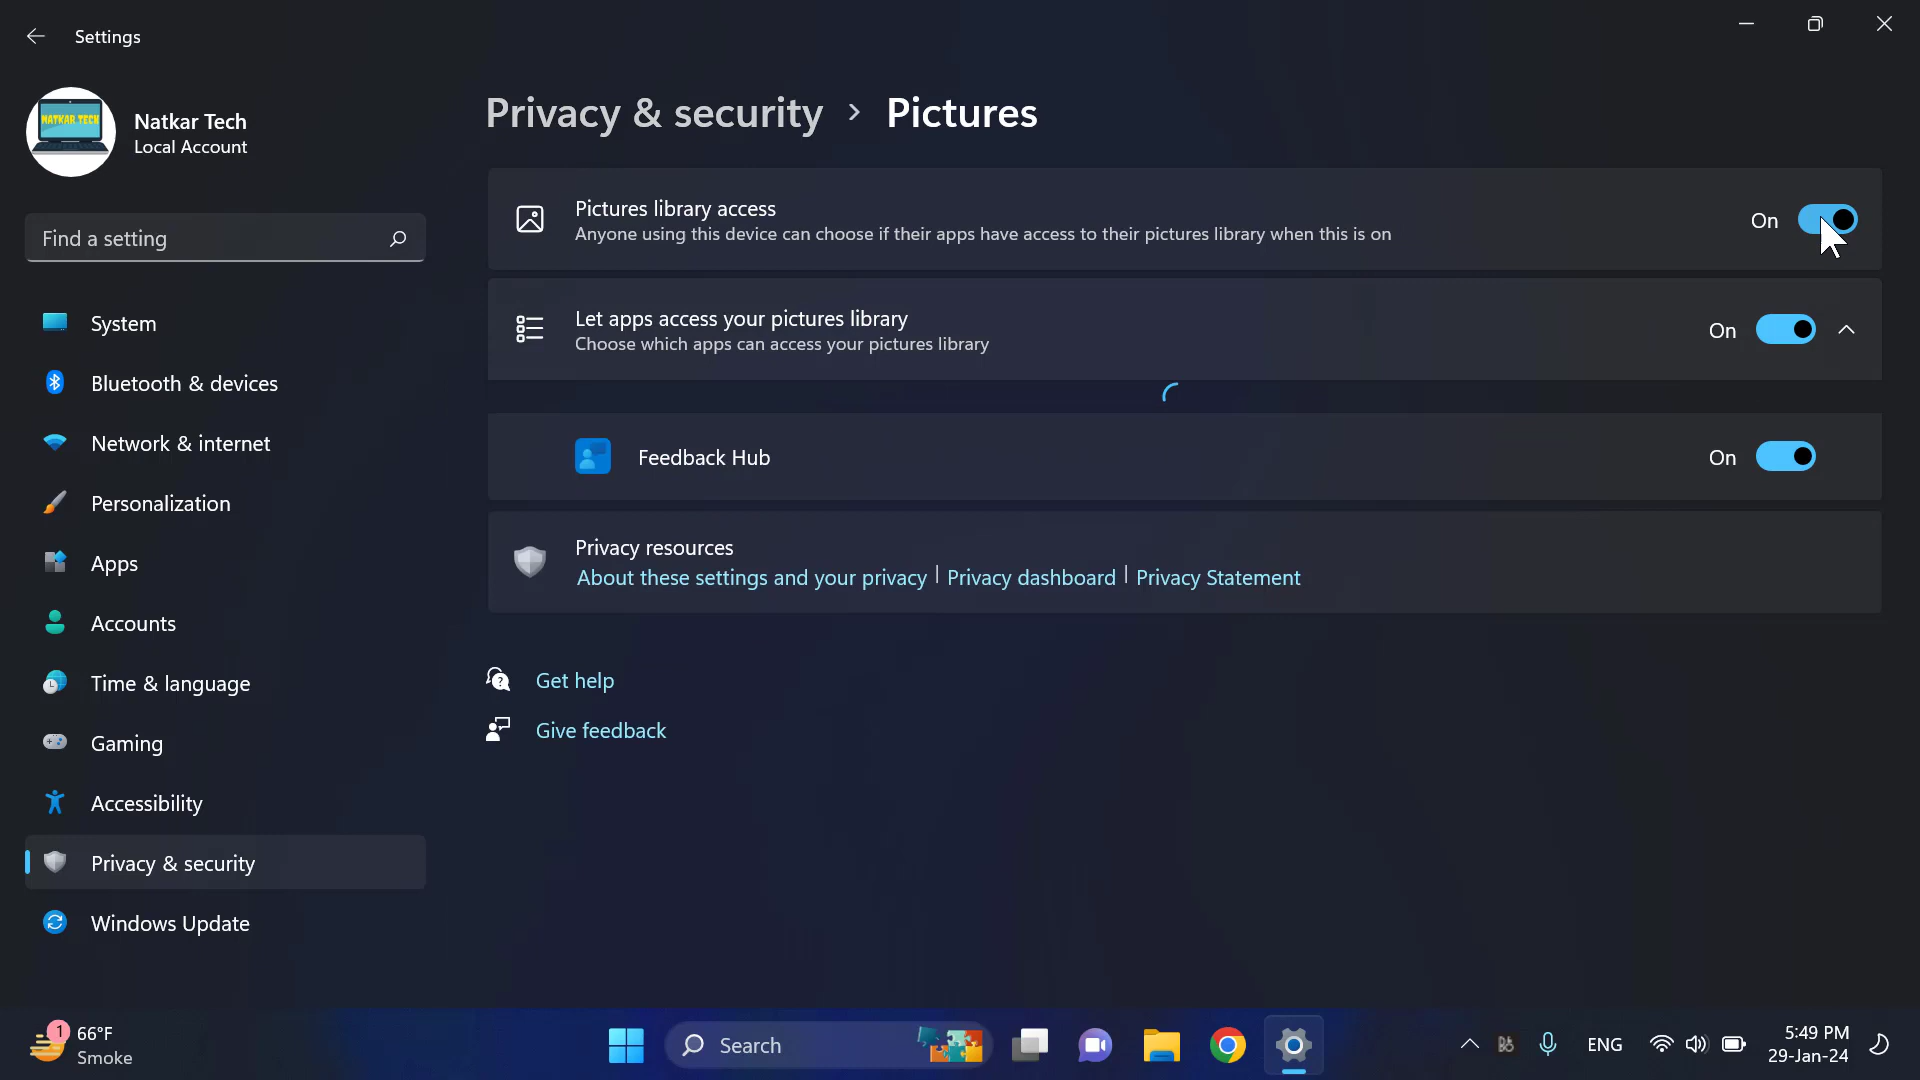 Settings
NATKAR TECH
Natkar Tech
Local Account
Find a setting
System
Bluetooth & devices
Network & internet
Personalization
Apps
Accounts
Time & language
Gaming
Accessibility
Privacy & security
Windows Update
Privacy & security > Pictures
Pictures library access
Anyone using this device can choose if their apps have access to their pictures library when this is on
On
Let apps access your pictures library
Choose which apps can access your pictures library
On
Feedback Hub
On
Privacy resources
About these settings and your privacy | Privacy dashboard | Privacy Statement
Get help
Give feedback
1
66°F
Smoke
Search
ENG
5:49 PM
29-Jan-24